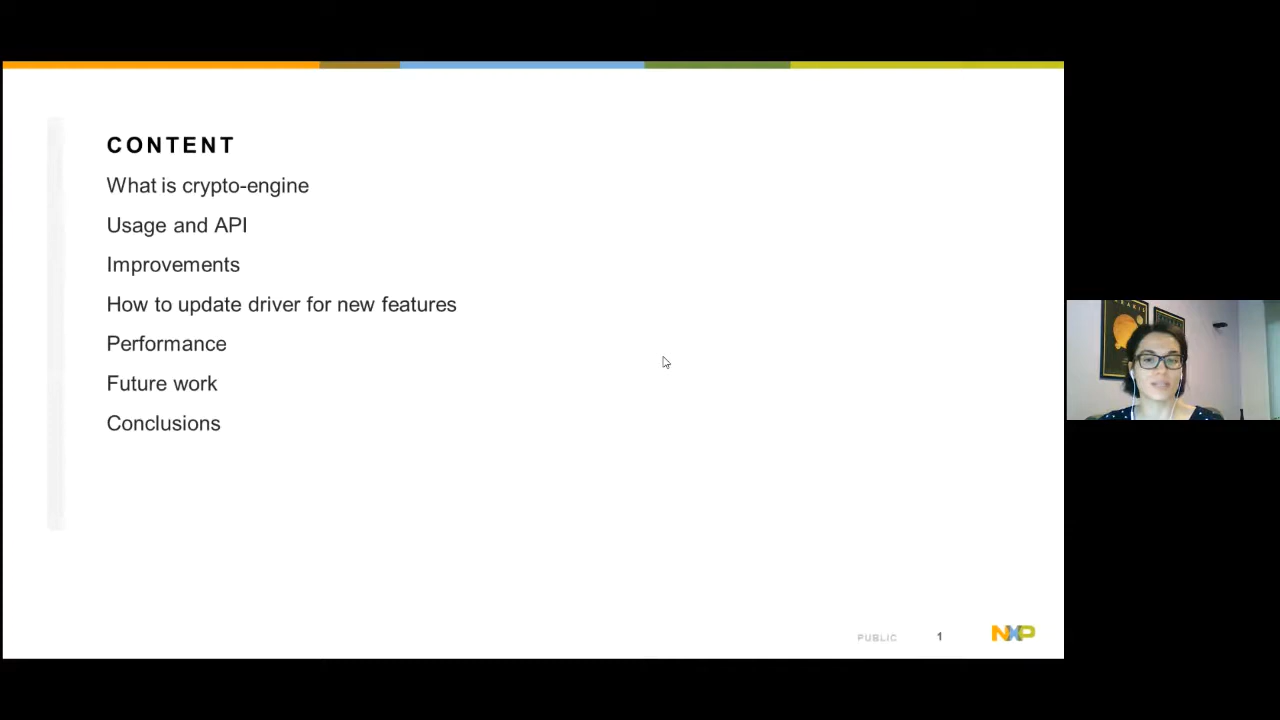 CONTENT
What is crypto-engine
Usage and API
Improvements
How to update driver for new features
Performance
Future work
Conclusions
PUBLIC 1 NXP